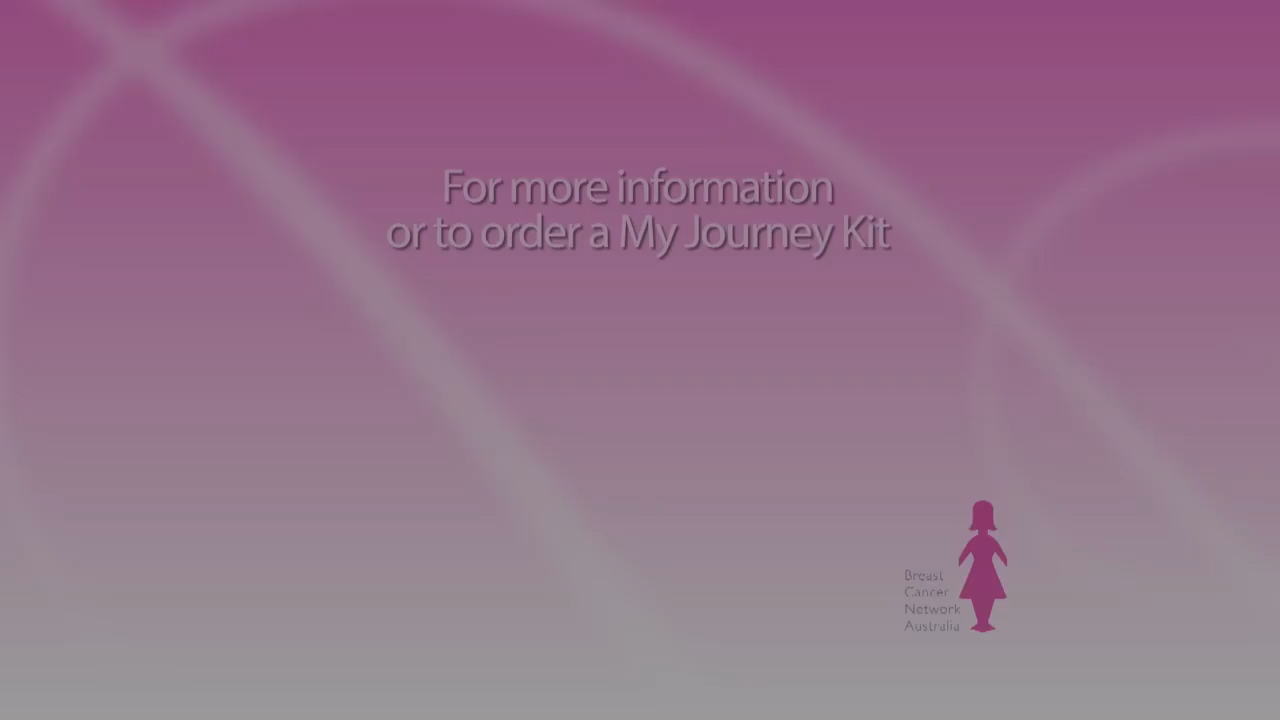 For more information
or to order a My Journey Kit
Breast
Cancer
Network
Australia